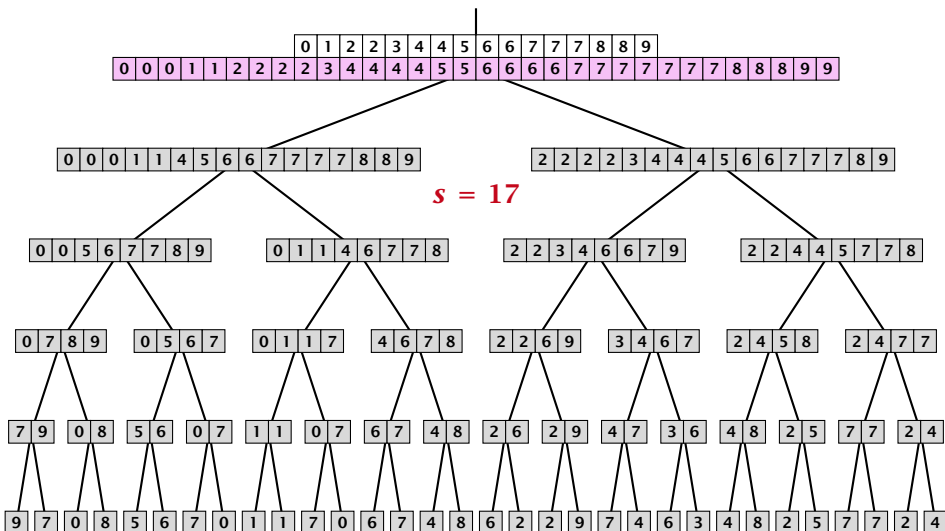 0 1 2 2 3 4 4 5 6 6 7 7 7 8 8 9
0 0 0 1 1 2 2 2 2 3 4 4 4 4 5 5 6 6 6 6 7 7 7 7 7 7 7 8 8 8 9 9
0 0 0 1 1 4 5 6 6 7 7 7 7 8 8 9 2 2 2 2 3 4 4 4 5 6 6 7 7 7 8 9
s = 17
0 0 5 6 7 7 8 9 0 1 1 4 6 7 7 8 2 2 3 4 6 6 7 9 2 2 4 4 5 7 7 8
0 7 8 9 0 5 6 7 0 1 1 7 4 6 7 8 2 2 6 9 3 4 6 7 2 4 5 8 2 4 7 7
7 9 0 8 5 6 0 7 1 1 0 7 6 7 4 8 2 6 2 9 4 7 3 6 4 8 2 5 7 7 2 4
9 7 0 8 5 6 7 0 1 1 7 0 6 7 4 8 6 2 2 9 7 4 6 3 4 8 2 5 7 7 2 4